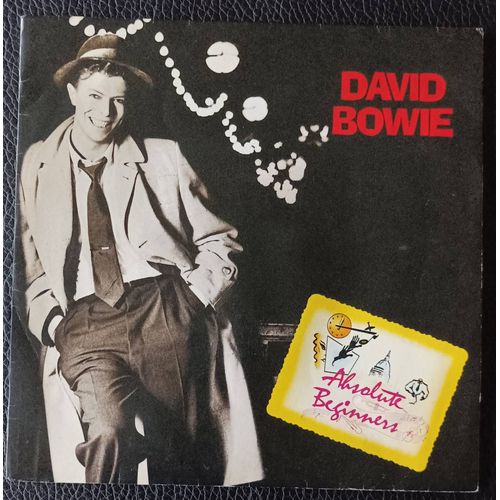 DAVID
BOWIE
Absolute
Beginners